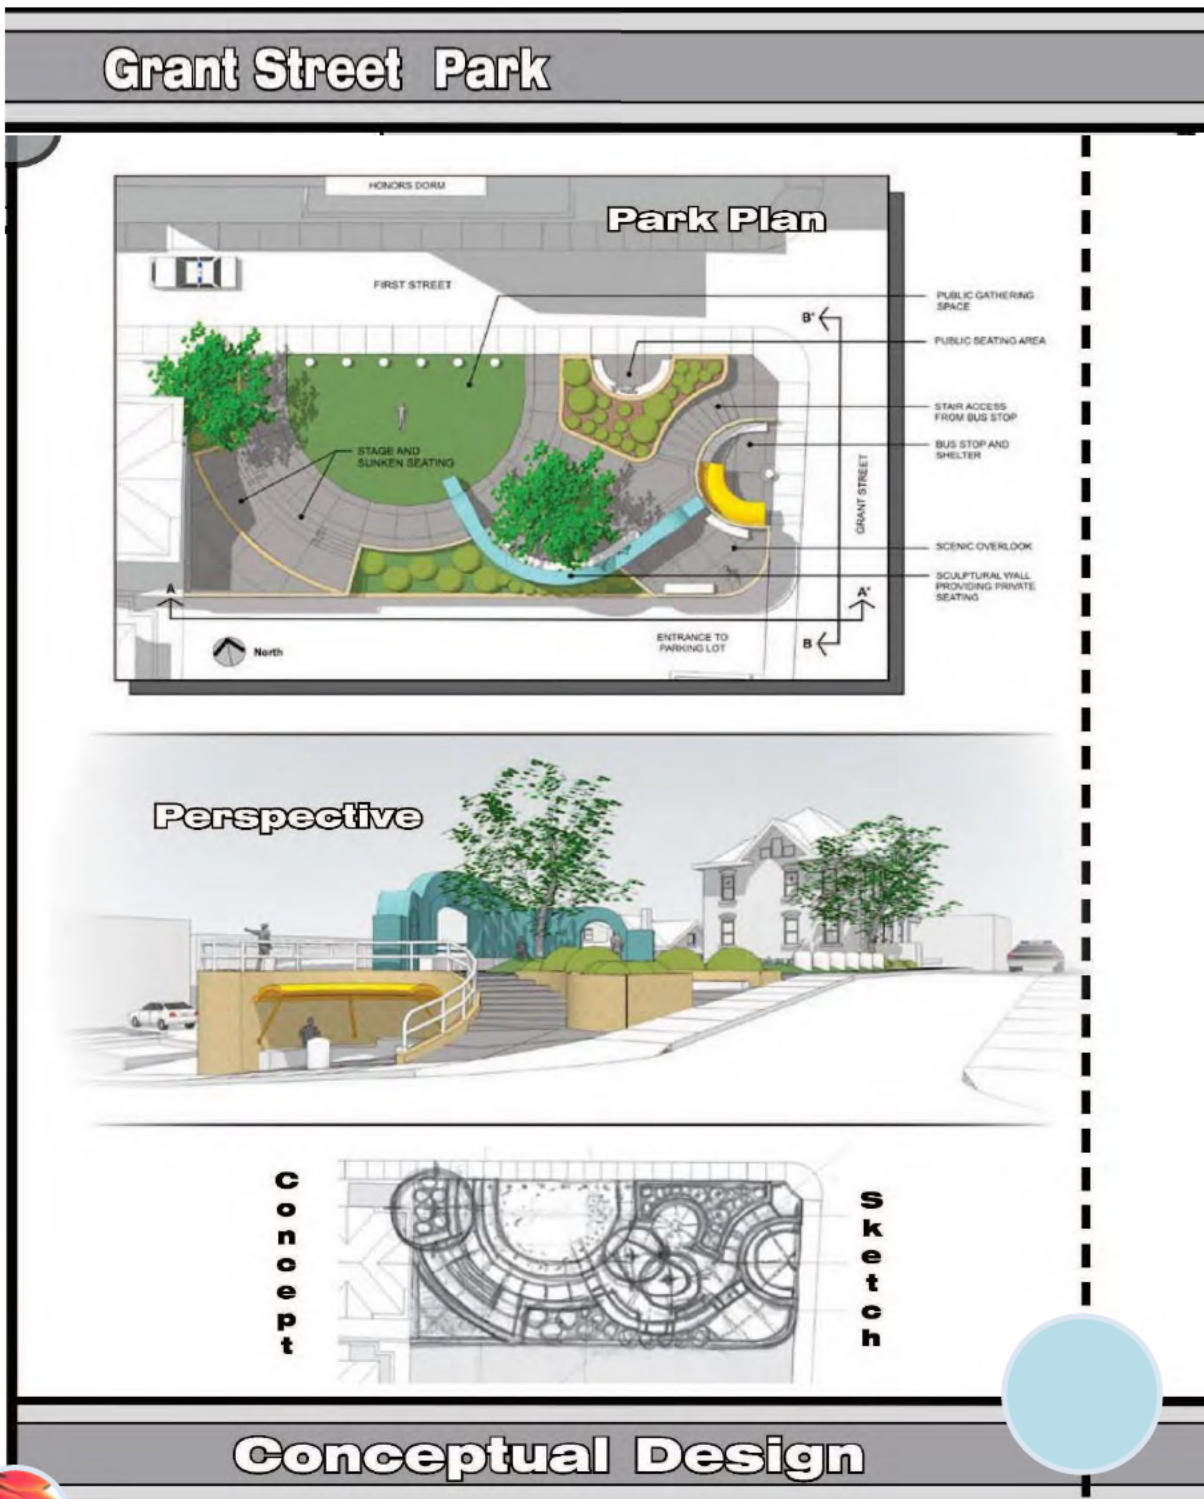 Grant Street Park
HONORS DORM
Park Plan
FIRST STREET
PUBLIC GATHERING
SPACE
B'
PUBLIC SEATING AREA
STAIR ACCESS
FROM BUS STOP
BUS STOP AND
SHELTER
STAGE AND
SUNKEN SEATING
GRANT STREET
SCENIC OVERLOOK
SCULPTURAL WALL
PROVIDING PRIVATE
SEATING
A
A'
ENTRANCE TO
PARKING LOT
B
North
Perspective
Concept
Sketch
Conceptual Design